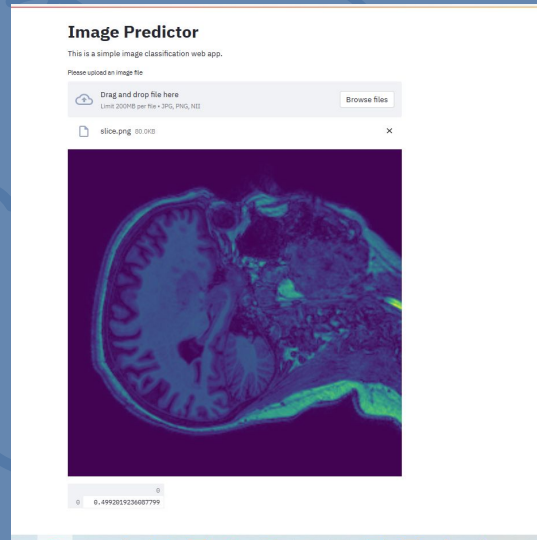 Image Predictor
This is a simple image classification web app.
Please upload an image file
Drag and drop file here
Limit 200MB per file • JPG, PNG, NII
Browse files
slice.png 80.0KB
0
0 0.4992019236087799